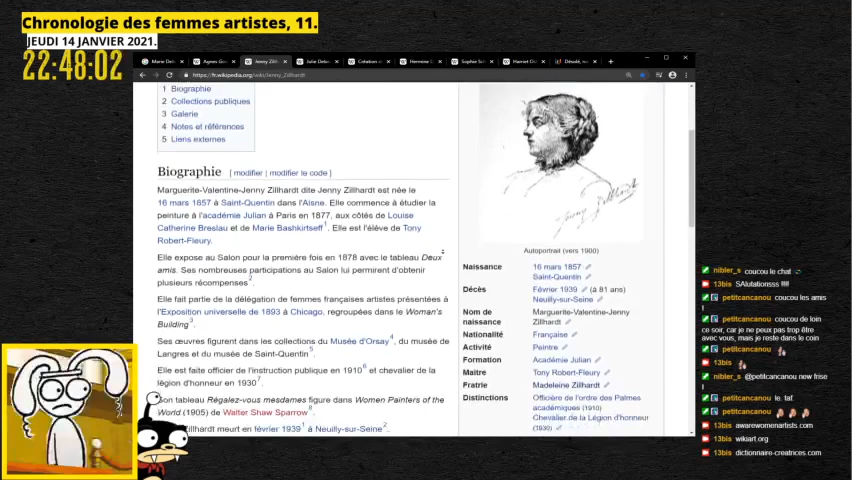 Chronologie des femmes artistes, 11.
JEUDI 14 JANVIER 2021.
22:48:02
Jenny Zill
https://fr.wikipedia.org/wiki/Jenny_Zillhardt
1 Biographie
2 Collections publiques
3 Galerie
4 Notes et références
5 Liens externes
Biographie [ modifier | modifier le code ]
Marguerite-Valentine-Jenny Zillhardt dite Jenny Zillhardt est née le
16 mars 1857 à Saint-Quentin dans l'Aisne. Elle commence à étudier la
peinture à l'académie Julian à Paris en 1877, aux côtés de Louise
Catherine Breslau et de Marie Bashkirtseff1. Elle est l'élève de Tony
Robert-Fleury.
Elle expose au Salon pour la première fois en 1878 avec le tableau Deux
amis. Ses nombreuses participations au Salon lui permirent d'obtenir
plusieurs récompenses2.
Elle fait partie de la délégation de femmes françaises artistes présentées à
l'Exposition universelle de 1893 à Chicago, regroupées dans le Woman's
Building3.
Ses œuvres figurent dans les collections du Musée d'Orsay4, du musée de
Langres et du musée de Saint-Quentin5.
Elle est faite officier de l'instruction publique en 19106 et chevalier de la
légion d'honneur en 19307.
Son tableau Régalez-vous mesdames figure dans Women Painters of the
World (1905) de Walter Shaw Sparrow8.
Zillhardt meurt en février 19391 à Neuilly-sur-Seine2.
Jenny Zillhardt
Autoportrait (vers 1900)
Naissance 16 mars 1857
Saint-Quentin
Décès Février 1939 (à 81 ans)
Neuilly-sur-Seine
Nom de naissance Marguerite-Valentine-Jenny Zillhardt
Nationalité Française
Activité Peintre
Formation Académie Julian
Maître Tony Robert-Fleury
Fratrie Madeleine Zillhardt
Distinctions Officière de l'ordre des Palmes
académiques (1910)
Chevalier de la Légion d'honneur
(1930)
nibler_s coucou le chat
13bis SAlutationsss !!!!
petitcancanou coucou les amis
!
petitcancanou coucou de loin
ce soir, car je ne peux pas trop être
avec vous, mais je reste dans le coin
petitcancanou
13bis
nibler_s @petitcancanou now frise
!
petitcancanou le taf
petitcancanou
13bis awarewomenartists.com
13bis wikiart.org
13bis dictionnaire-creatrices.com